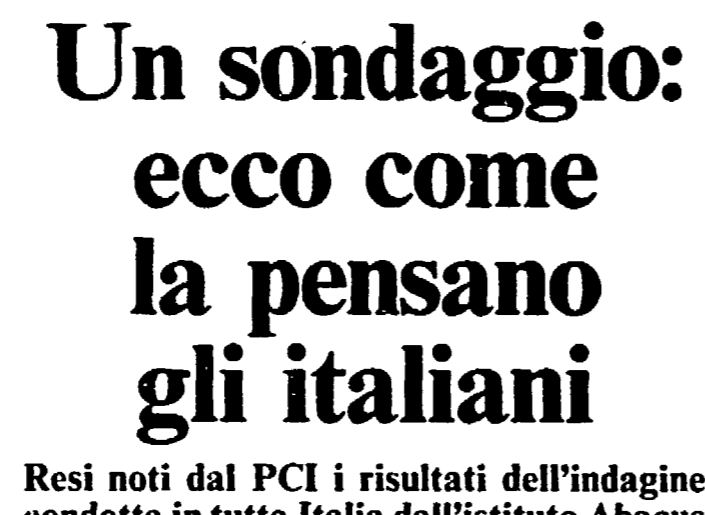 Un sondaggio:
ecco come
la pensano
gli italiani
Resi noti dal PCI i risultati dell'indagine
condotta in tutta Italia dall'istituto Abacus